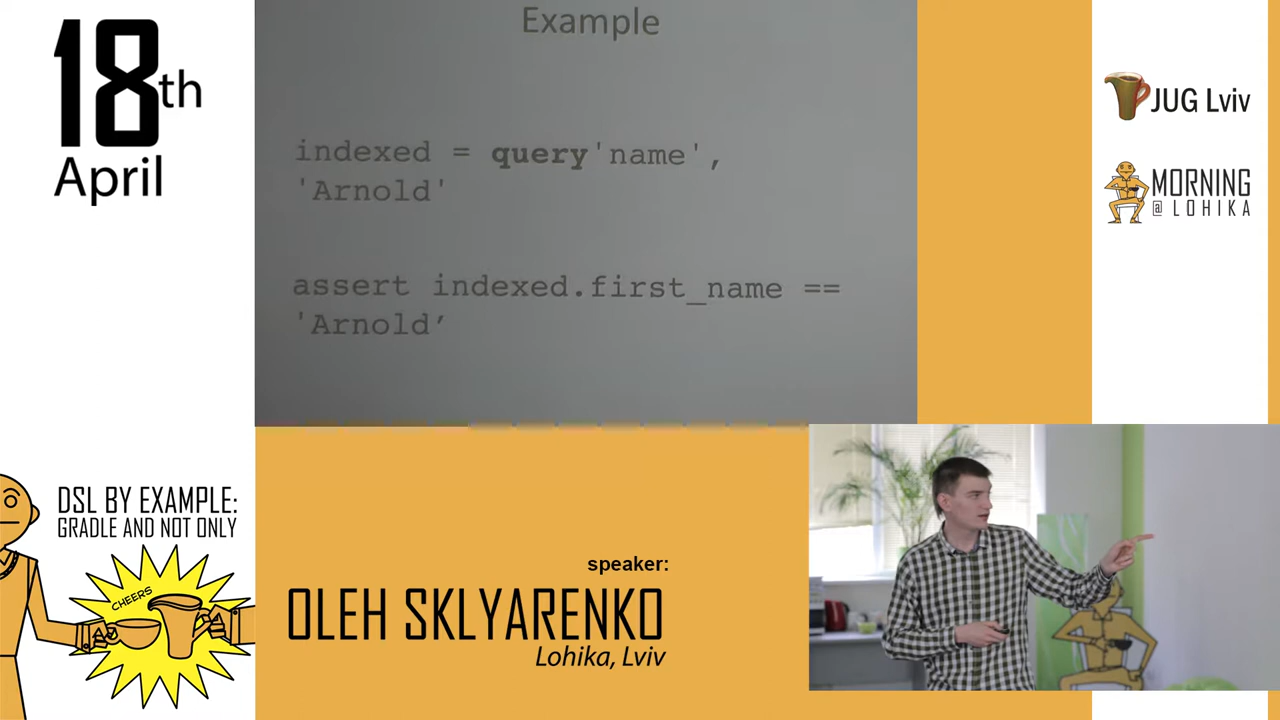 18th
April
Example
indexed = query'name',
'Arnold'
assert indexed.first_name ==
'Arnold’
JUG Lviv
MORNING
@ LOHIKA
DSL BY EXAMPLE:
GRADLE AND NOT ONLY
CHEERS
speaker:
OLEH SKLYARENKO
Lohika, Lviv